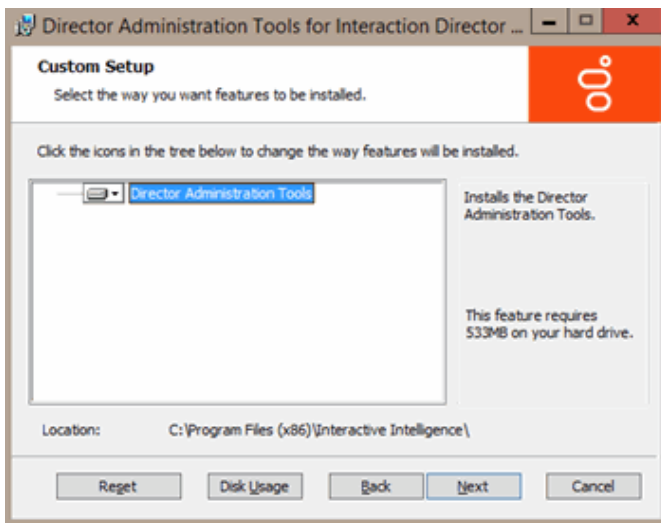 Director Administration Tools for Interaction Director ...
Custom Setup
Select the way you want features to be installed.
Click the icons in the tree below to change the way features will be installed.
Director Administration Tools
Installs the Director
Administration Tools.
This feature requires
533MB on your hard drive.
Location: C:\Program Files (x86)\Interactive Intelligence\
Reset Disk Usage Back Next Cancel